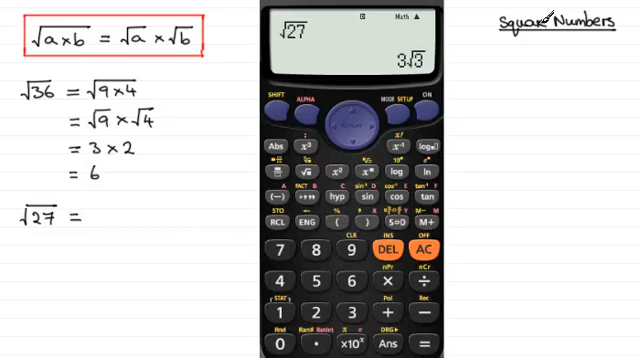 √a×b = √a × √b
√36 = √9×4
= √9 × √4
= 3 × 2
= 6
√27 =
Math ▲
√27
3√3
SHIFT ALPHA MODE SETUP ON
Abs x³ x⁻¹ log
x! 
√ x² log ln
(−) hyp sin cos tan
RCL ENG ( ) S⇔D M+
7 8 9 DEL AC
4 5 6 × ÷
1 2 3 + −
0 • ×10ˣ Ans =
Square Numbers